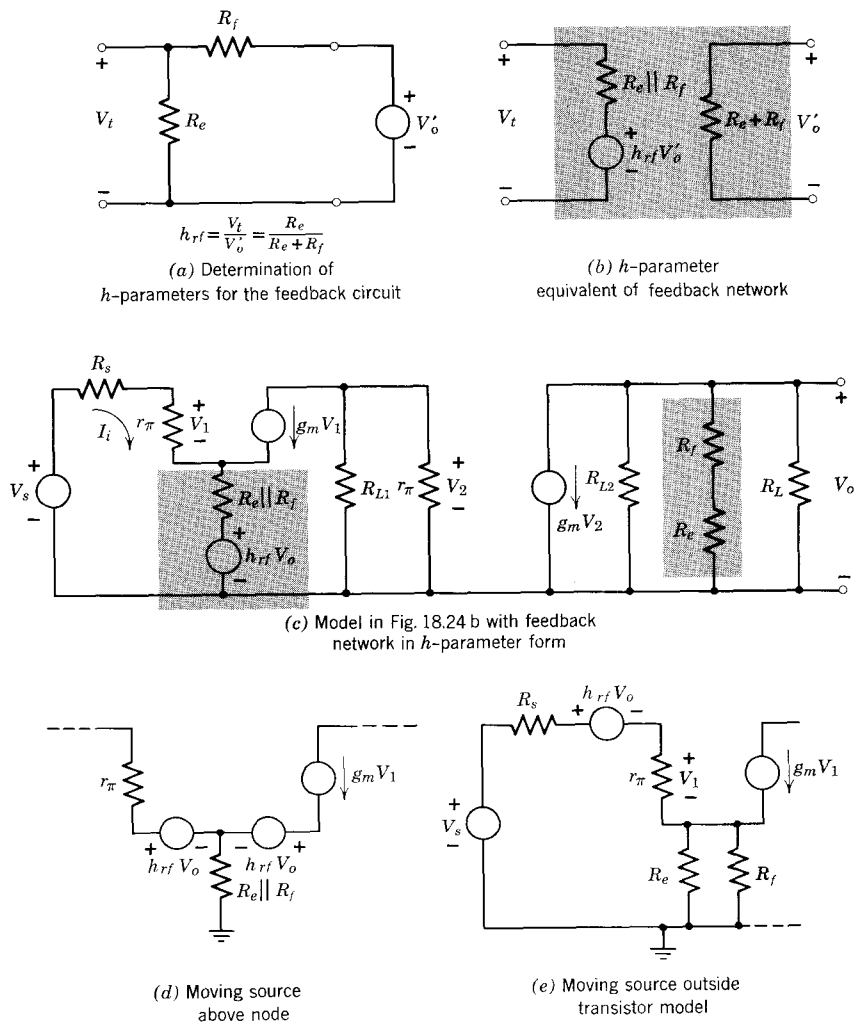 R_f
+
V_t
R_e
+
V'_o
−
−
h_rf = V_t / V'_o = R_e / (R_e + R_f)
(a) Determination of
h-parameters for the feedback circuit
+
V_t
R_e || R_f
+
h_rf V'_o
−
−
R_e + R_f
+
V'_o
−
(b) h-parameter
equivalent of feedback network
R_s
I_i
r_π
+
V_1
−
g_m V_1
+
V_s
−
R_e || R_f
+
h_rf V_o
−
R_L1
r_π
+
V_2
−
g_m V_2
R_L2
R_f
R_e
R_L
+
V_o
−
(c) Model in Fig. 18.24 b with feedback
network in h-parameter form
r_π
+ −
h_rf V_o
− +
h_rf V_o
g_m V_1
R_e || R_f
(d) Moving source
above node
R_s
h_rf V_o
+ −
r_π
+
V_1
−
g_m V_1
+
V_s
−
R_e
R_f
(e) Moving source outside
transistor model